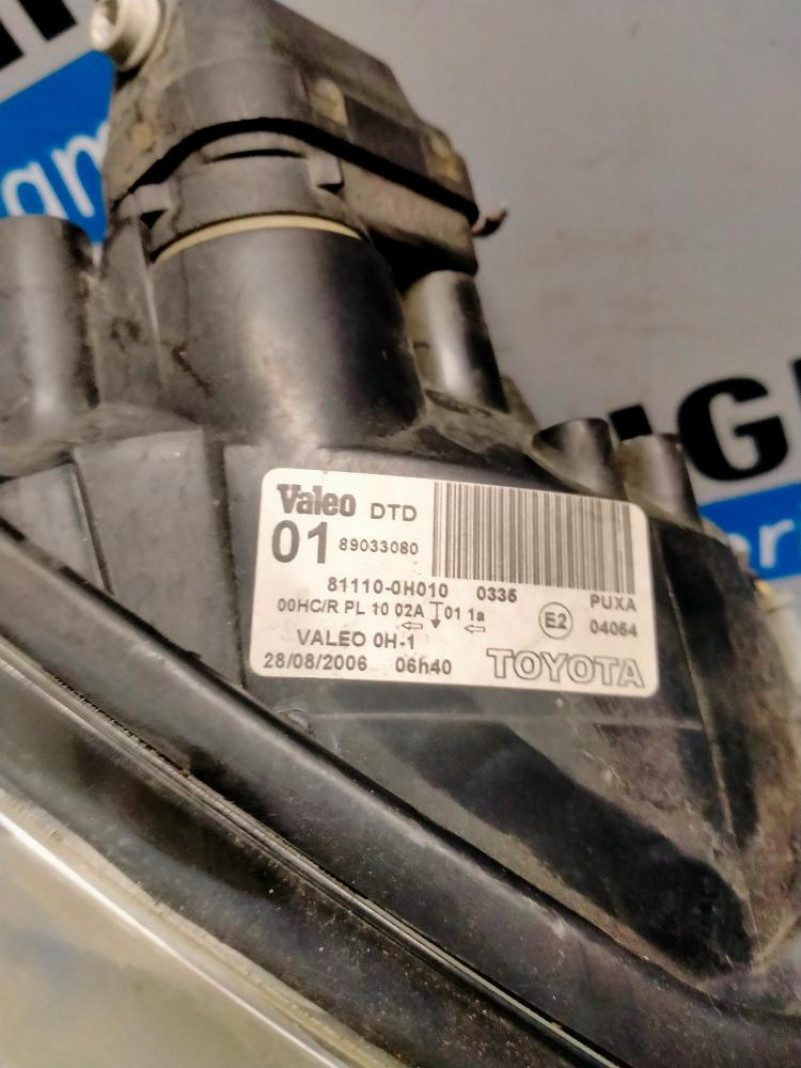 Valeo DTD
01 89033080
81110-0H010 0335 PUXA
00HC/R PL 10 02A 01 1a E2 04064
VALEO 0H-1
28/08/2006 06h40 TOYOTA